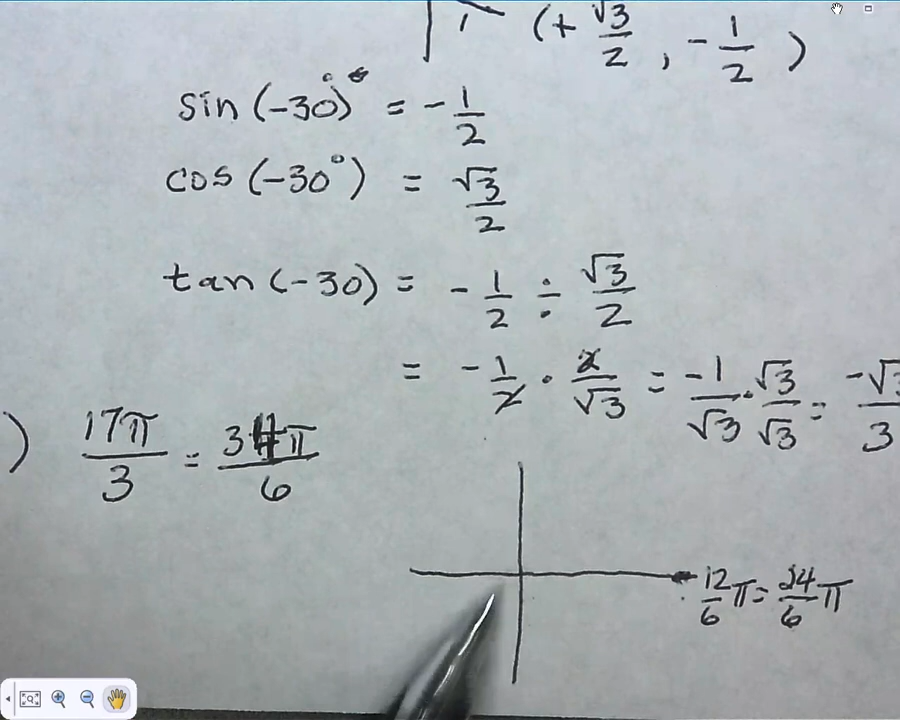 (+ √3/2 , - 1/2 )
sin (-30°) = - 1/2
cos (-30°) = √3/2
tan (-30) = - 1/2 ÷ √3/2
= - 1/2 · 2/√3 = -1/√3 · √3/√3 = -√3/3
) 17π/3 = 34π/6
12/6 π = 24/6 π